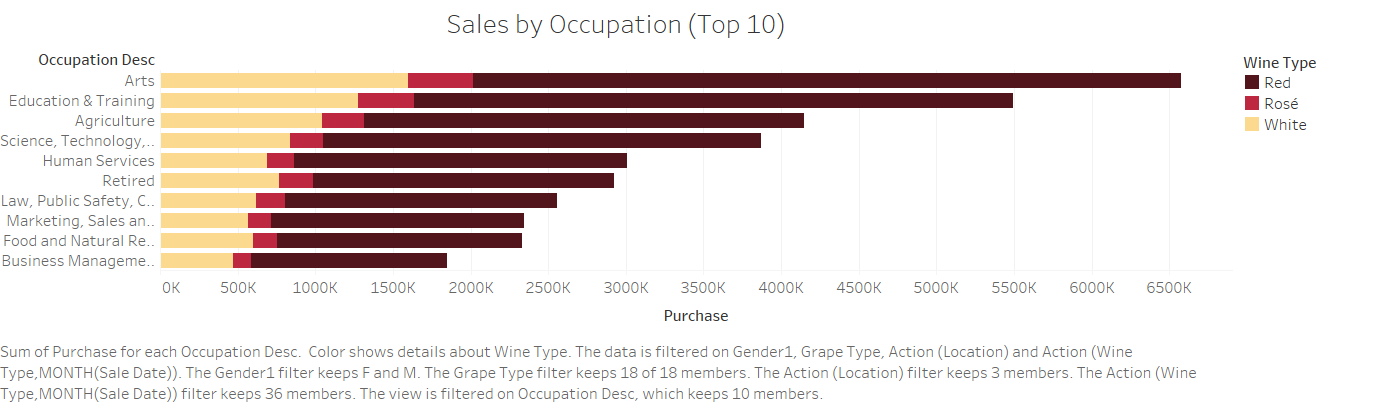 Sales by Occupation (Top 10)
Occupation Desc
Arts
Education & Training
Agriculture
Science, Technology,..
Human Services
Retired
Law, Public Safety, C..
Marketing, Sales an..
Food and Natural Re..
Business Manageme..
0K 500K 1000K 1500K 2000K 2500K 3000K 3500K 4000K 4500K 5000K 5500K 6000K 6500K
Purchase
Wine Type
Red
Rosé
White
Sum of Purchase for each Occupation Desc.  Color shows details about Wine Type. The data is filtered on Gender1, Grape Type, Action (Location) and Action (Wine
Type,MONTH(Sale Date)). The Gender1 filter keeps F and M. The Grape Type filter keeps 18 of 18 members. The Action (Location) filter keeps 3 members. The Action (Wine
Type,MONTH(Sale Date)) filter keeps 36 members. The view is filtered on Occupation Desc, which keeps 10 members.